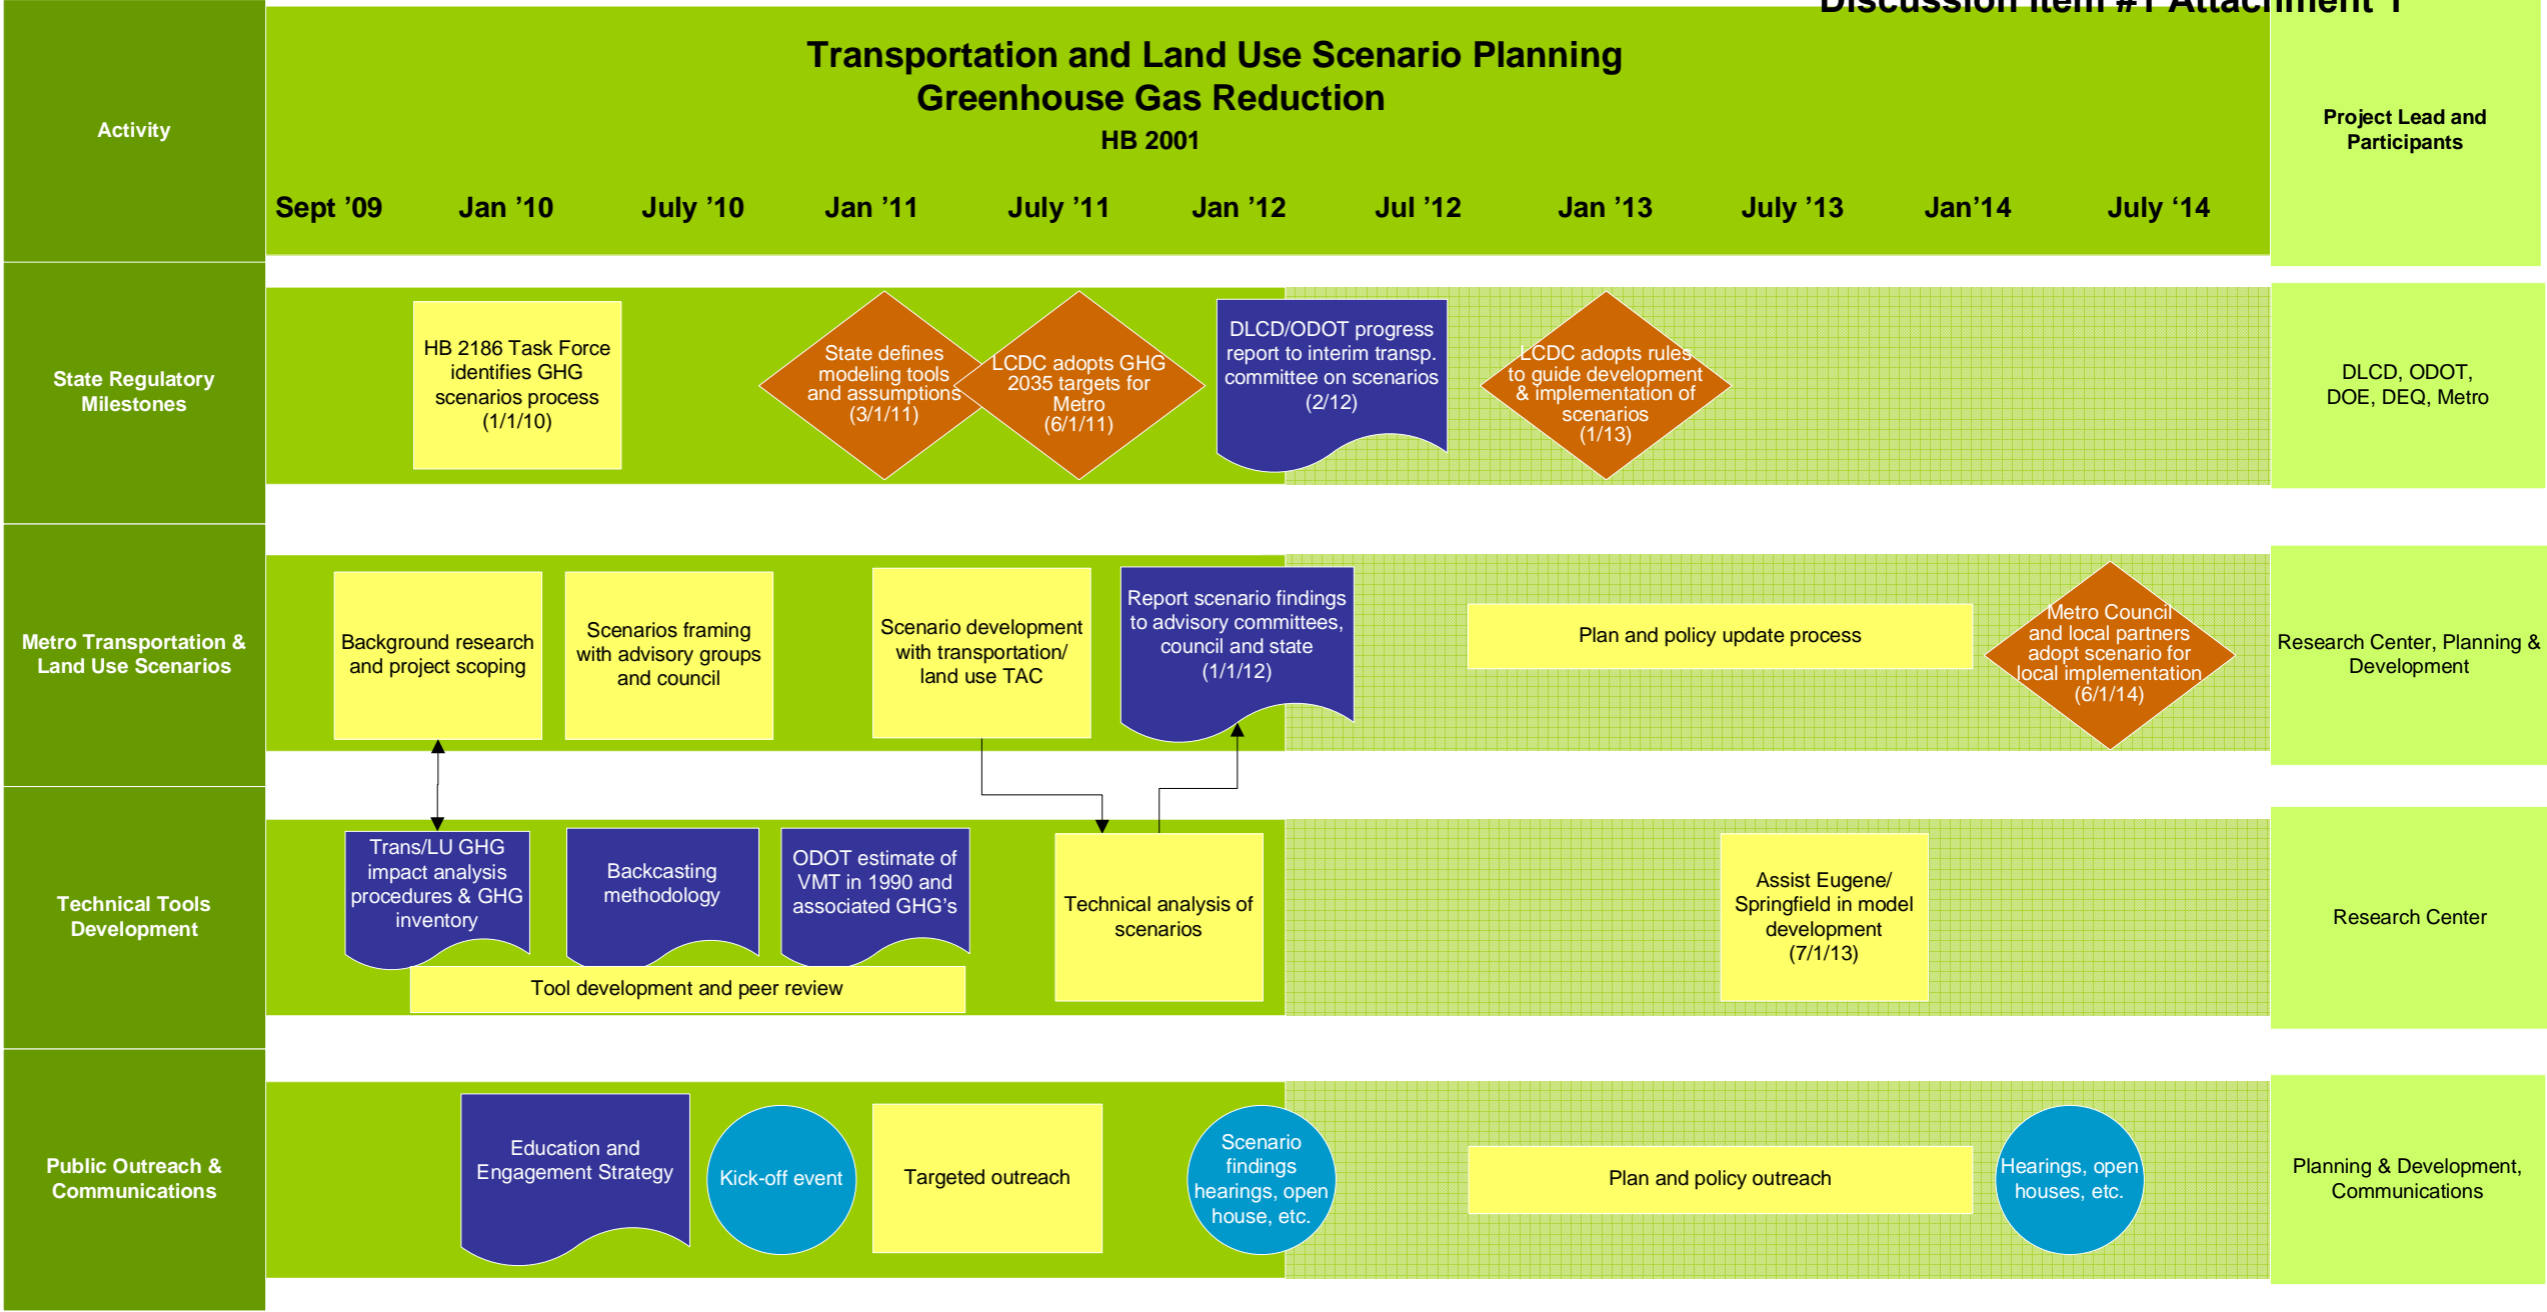 Discussion Item #1 Attachment 1
Transportation and Land Use Scenario Planning
Greenhouse Gas Reduction
HB 2001
Activity
Project Lead and
Participants
Sept ’09
Jan ’10
July ’10
Jan ’11
July ’11
Jan ’12
Jul ’12
Jan ’13
July ’13
Jan’14
July ‘14
State Regulatory
Milestones
HB 2186 Task Force
identifies GHG
scenarios process
(1/1/10)
State defines
modeling tools
and assumptions
(3/1/11)
LCDC adopts GHG
2035 targets for
Metro
(6/1/11)
DLCD/ODOT progress
report to interim transp.
committee on scenarios
(2/12)
LCDC adopts rules
to guide development
& implementation of
scenarios
(1/13)
DLCD, ODOT,
DOE, DEQ, Metro
Metro Transportation &
Land Use Scenarios
Background research
and project scoping
Scenarios framing
with advisory groups
and council
Scenario development
with transportation/
land use TAC
Report scenario findings
to advisory committees,
council and state
(1/1/12)
Plan and policy update process
Metro Council
and local partners
adopt scenario for
local implementation
(6/1/14)
Research Center, Planning &
Development
Technical Tools
Development
Trans/LU GHG
impact analysis
procedures & GHG
inventory
Backcasting
methodology
ODOT estimate of
VMT in 1990 and
associated GHG’s
Tool development and peer review
Technical analysis of
scenarios
Assist Eugene/
Springfield in model
development
(7/1/13)
Research Center
Public Outreach &
Communications
Education and
Engagement Strategy
Kick-off event
Targeted outreach
Scenario
findings
hearings, open
house, etc.
Plan and policy outreach
Hearings, open
houses, etc.
Planning & Development,
Communications